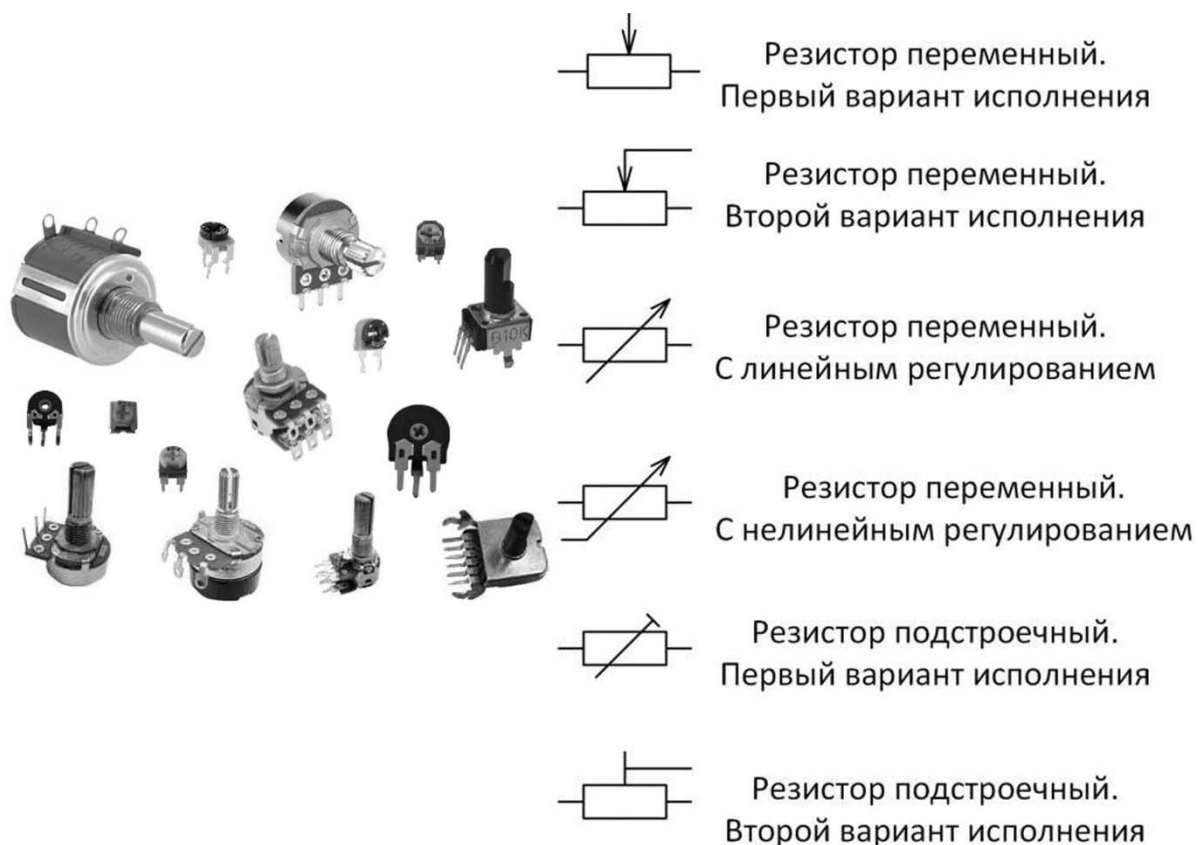 Резистор переменный.
Первый вариант исполнения
Резистор переменный.
Второй вариант исполнения
B10K
Резистор переменный.
С линейным регулированием
Резистор переменный.
С нелинейным регулированием
Резистор подстроечный.
Первый вариант исполнения
Резистор подстроечный.
Второй вариант исполнения